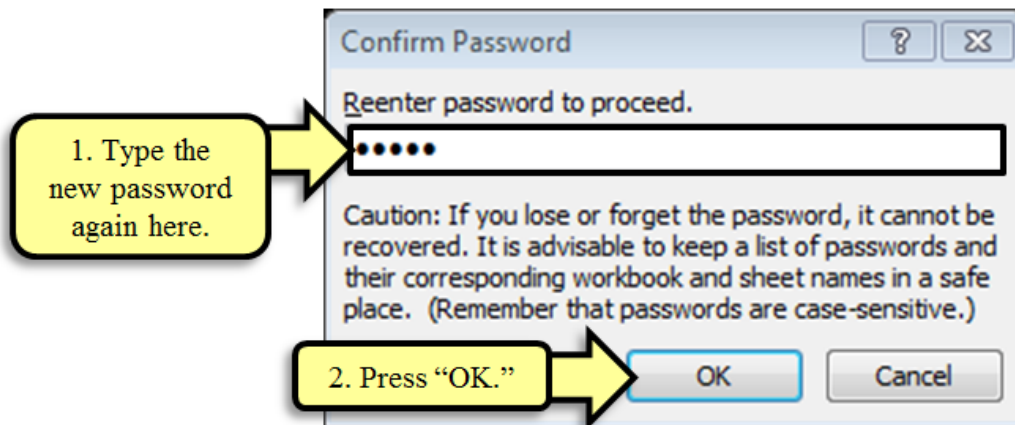 Confirm Password
Reenter password to proceed.
1. Type the
new password
again here.
•••••
Caution: If you lose or forget the password, it cannot be
recovered. It is advisable to keep a list of passwords and
their corresponding workbook and sheet names in a safe
place.  (Remember that passwords are case-sensitive.)
2. Press “OK.”
OK
Cancel